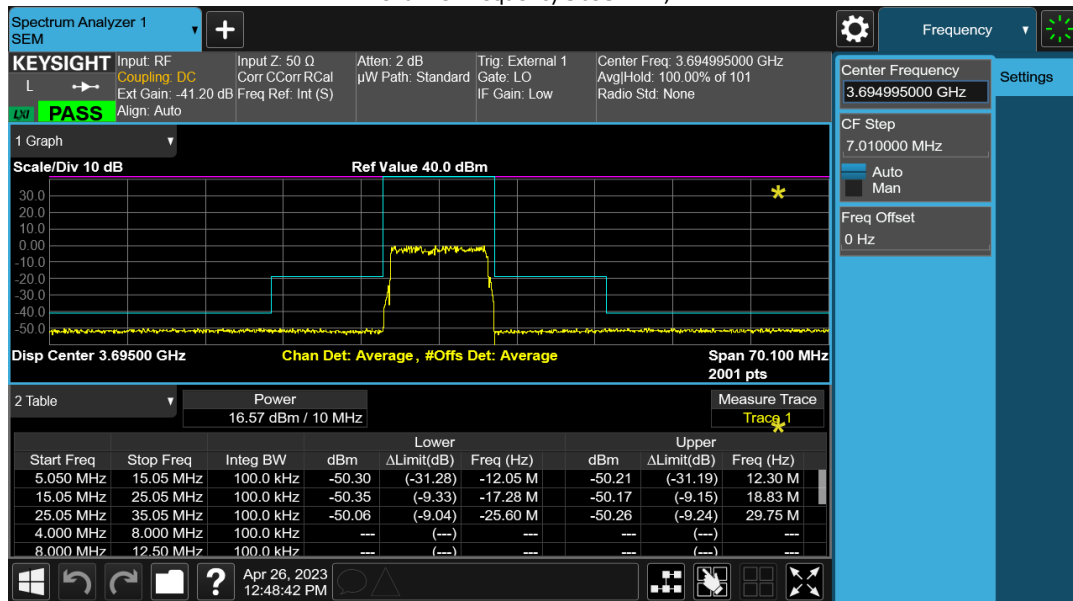 Spectrum Analyzer 1
SEM
+
Frequency
KEYSIGHT
L
LXI
PASS
Input: RF
Coupling: DC
Ext Gain: -41.20 dB
Align: Auto
Input Z: 50 Ω
Corr CCorr RCal
Freq Ref: Int (S)
Atten: 2 dB
µW Path: Standard
Trig: External 1
Gate: LO
IF Gain: Low
Center Freq: 3.694995000 GHz
Avg|Hold: 100.00% of 101
Radio Std: None
Center Frequency
3.694995000 GHz
Settings
CF Step
7.010000 MHz
Auto
Man
Freq Offset
0 Hz
1 Graph
Scale/Div 10 dB Ref Value 40.0 dBm
30.0
20.0
10.0
0.00
-10.0
-20.0
-30.0
-40.0
-50.0
Disp Center 3.69500 GHz Chan Det: Average, #Offs Det: Average Span 70.100 MHz
2001 pts
2 Table
Power
16.57 dBm / 10 MHz
Measure Trace
Trace 1
Lower Upper
Start Freq Stop Freq Integ BW dBm ΔLimit(dB) Freq (Hz) dBm ΔLimit(dB) Freq (Hz)
5.050 MHz 15.05 MHz 100.0 kHz -50.30 (-31.28) -12.05 M -50.21 (-31.19) 12.30 M
15.05 MHz 25.05 MHz 100.0 kHz -50.35 (-9.33) -17.28 M -50.17 (-9.15) 18.83 M
25.05 MHz 35.05 MHz 100.0 kHz -50.06 (-9.04) -25.60 M -50.26 (-9.24) 29.75 M
4.000 MHz 8.000 MHz 100.0 kHz --- (---) --- --- (---) ---
8.000 MHz 12.50 MHz 100.0 kHz --- (---) --- --- (---) ---
?
Apr 26, 2023
12:48:42 PM